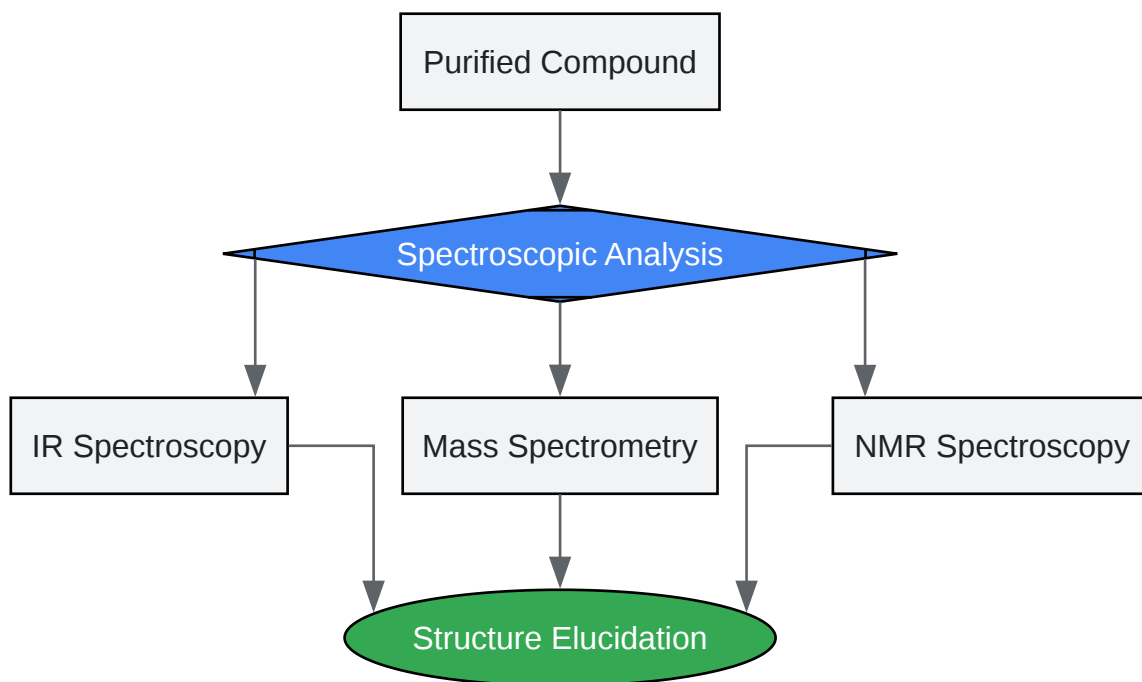 Purified Compound
Spectroscopic Analysis
IR Spectroscopy
Mass Spectrometry
NMR Spectroscopy
Structure Elucidation